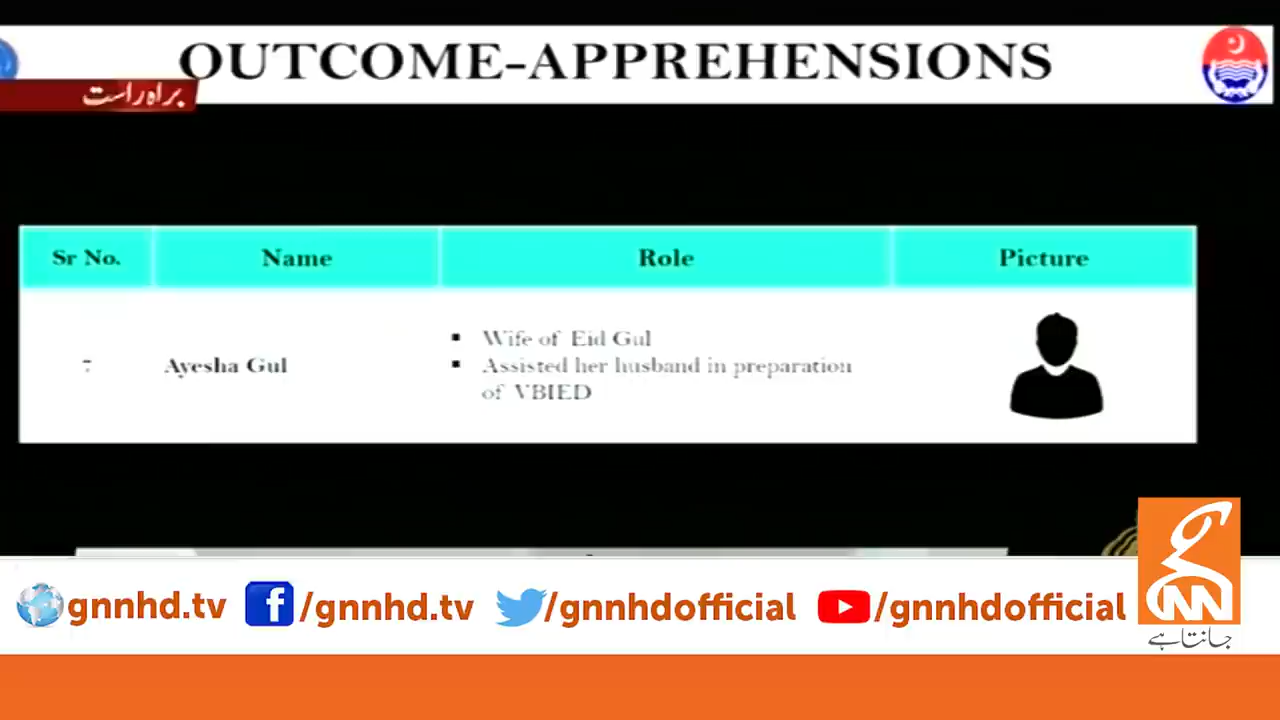 OUTCOME-APPREHENSIONS
براہ راست
Sr No. Name Role Picture
7 Ayesha Gul
▪ Wife of Eid Gul
▪ Assisted her husband in preparation
of VBIED
gnnhd.tv /gnnhd.tv /gnnhdofficial /gnnhdofficial
GNN
جانتا ہے